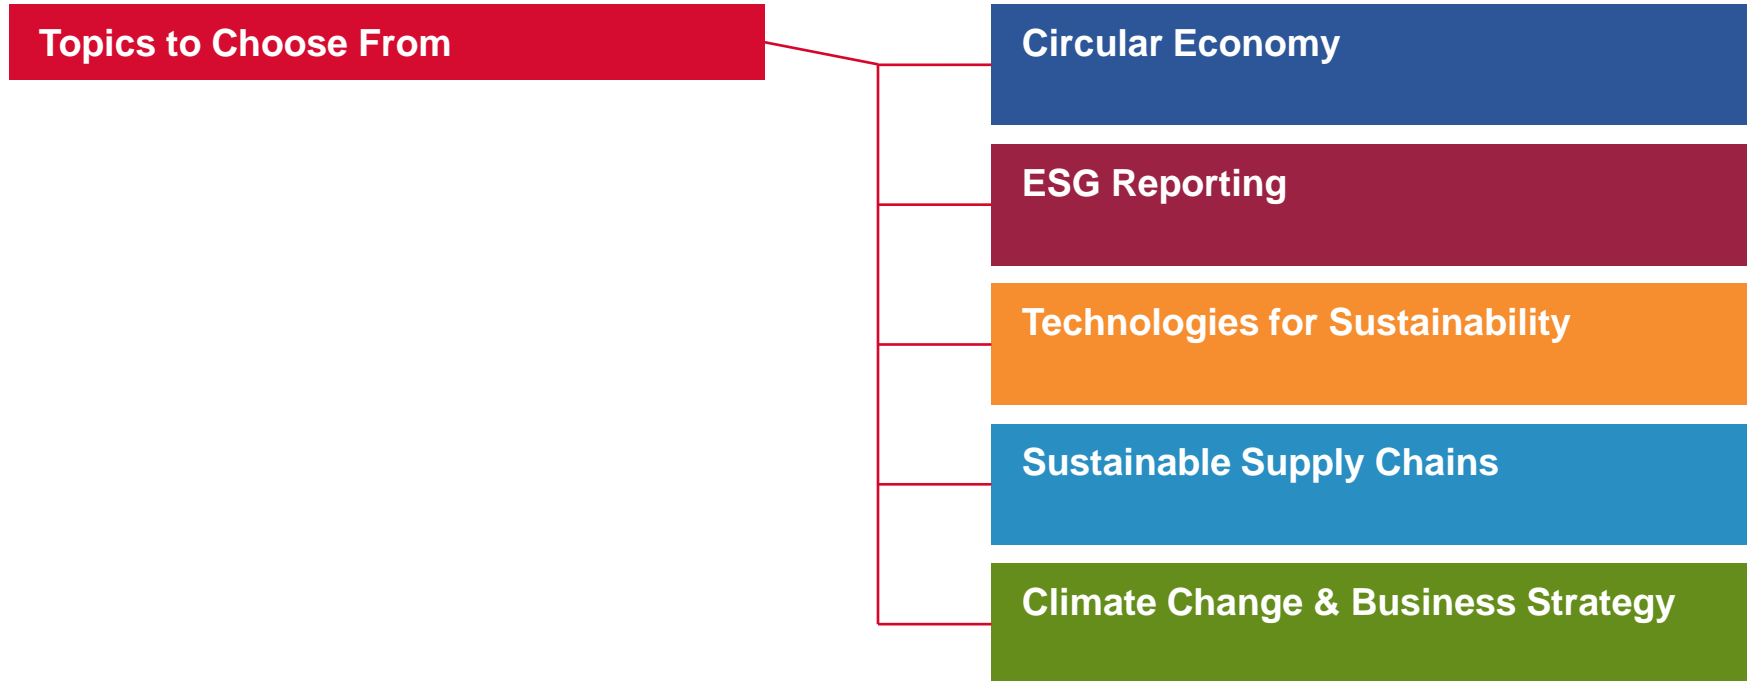 Topics to Choose From
Circular Economy
ESG Reporting
Technologies for Sustainability
Sustainable Supply Chains
Climate Change & Business Strategy